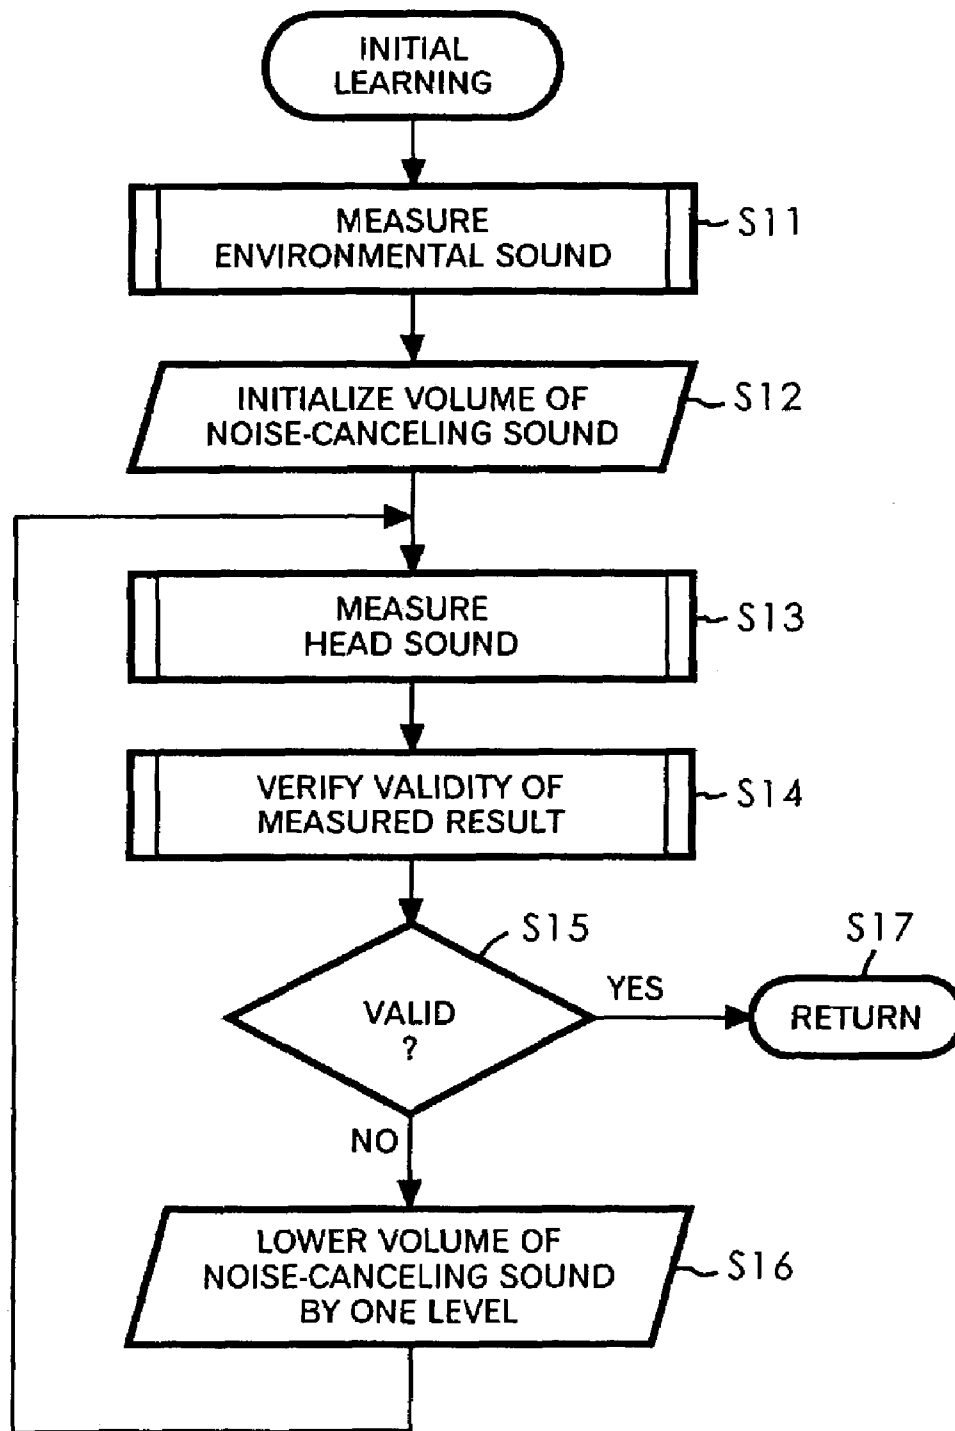 INITIAL
LEARNING
MEASURE
ENVIRONMENTAL SOUND
S11
INITIALIZE VOLUME OF
NOISE-CANCELING SOUND
S12
MEASURE
HEAD SOUND
S13
VERIFY VALIDITY OF
MEASURED RESULT
S14
S15
VALID
?
YES
S17
RETURN
NO
LOWER VOLUME OF
NOISE-CANCELING SOUND
BY ONE LEVEL
S16